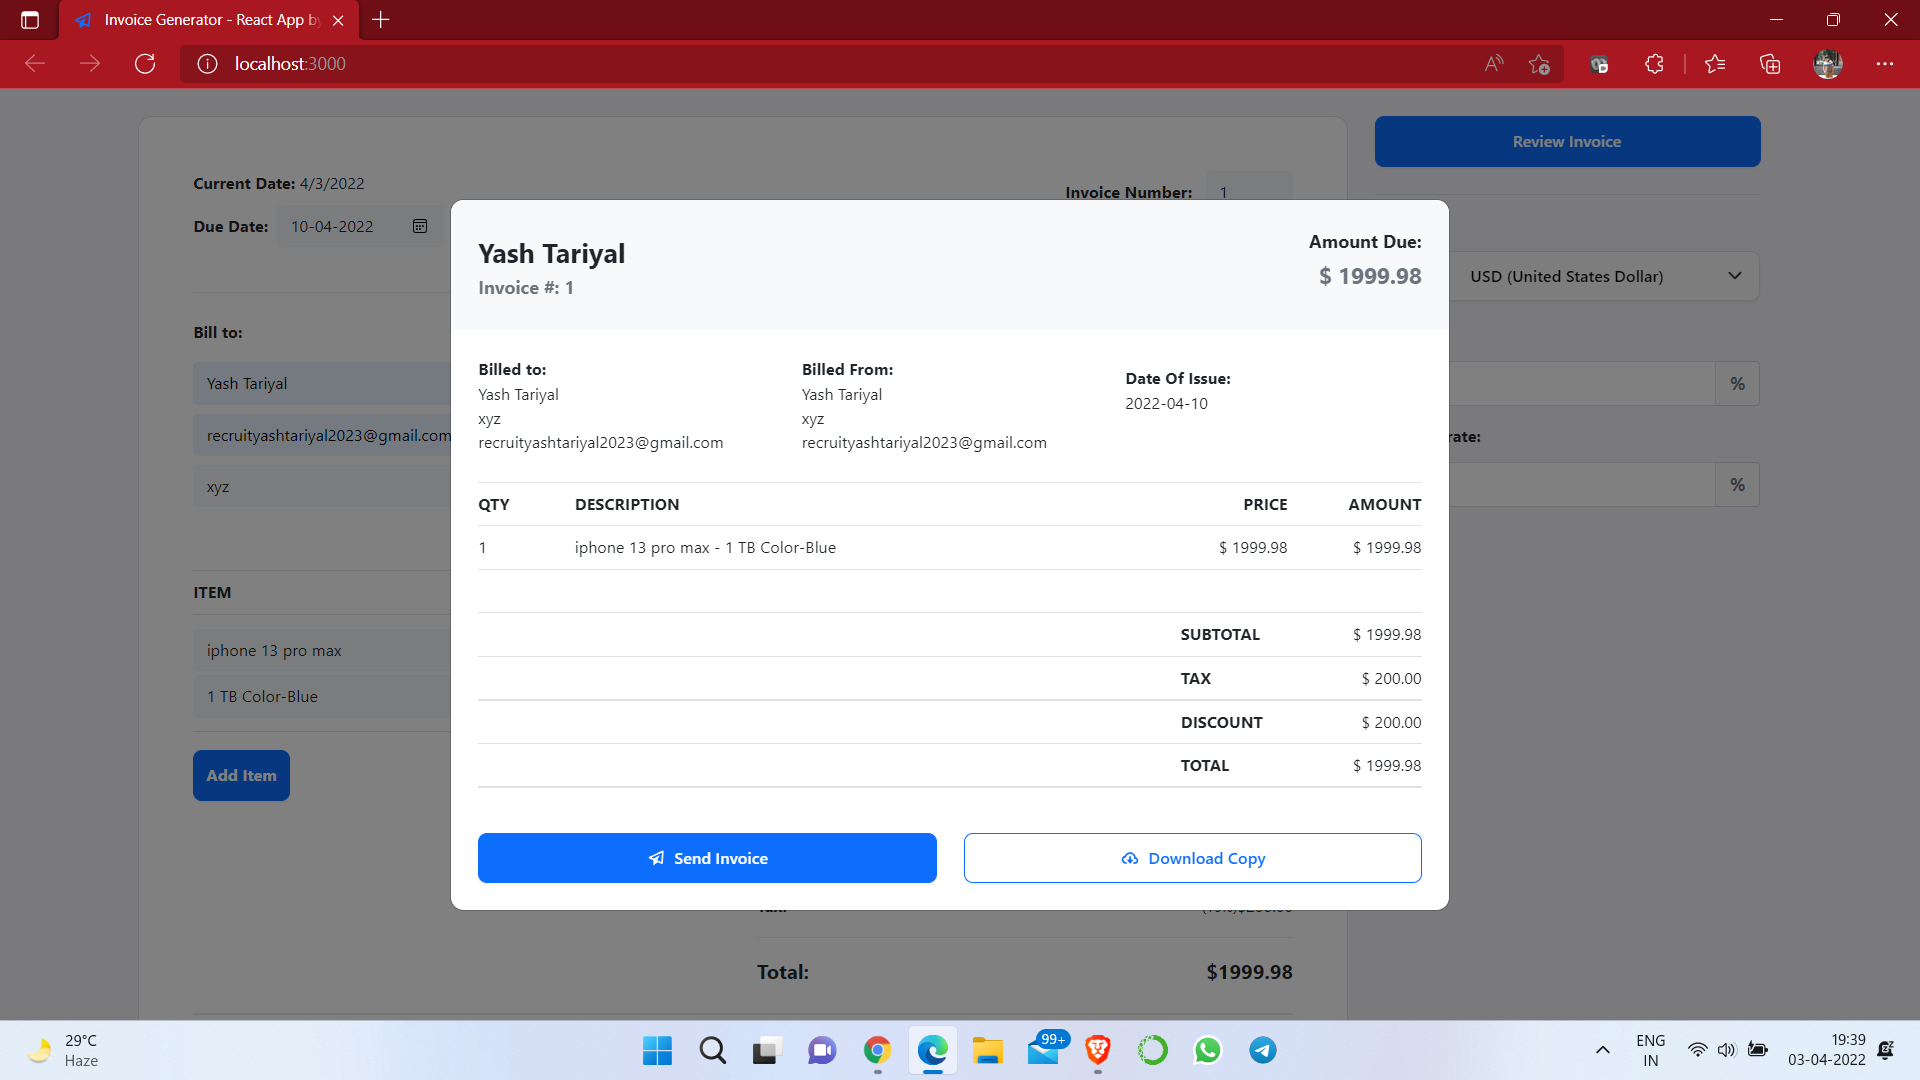 Invoice Generator - React App by
localhost:3000
Review Invoice
Current Date: 4/3/2022
Invoice Number: 1
Due Date: 10-04-2022
Yash Tariyal
Invoice #: 1
Amount Due:
$ 1999.98
USD (United States Dollar)
Bill to:
Yash Tariyal
recruityashtariyal2023@gmail.com
xyz
Billed to:
Yash Tariyal
xyz
recruityashtariyal2023@gmail.com
Billed From:
Yash Tariyal
xyz
recruityashtariyal2023@gmail.com
Date Of Issue:
2022-04-10
%
rate:
%
QTY DESCRIPTION PRICE AMOUNT
1 iphone 13 pro max - 1 TB Color-Blue $ 1999.98 $ 1999.98
SUBTOTAL $ 1999.98
TAX $ 200.00
DISCOUNT $ 200.00
TOTAL $ 1999.98
ITEM
iphone 13 pro max
1 TB Color-Blue
Add Item
Send Invoice
Download Copy
Total: $1999.98
29°C
Haze
99+
ENG
IN
19:39
03-04-2022